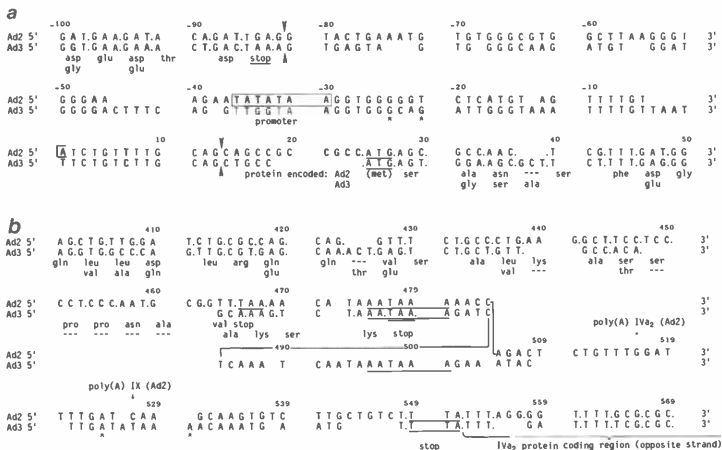 a
-100 -90 -80 -70 -60
Ad2 5' G A T.G A A.G A T.A C A G.G A T.T G A.G G T A C T G A A A T G T G T G G G C G T G G C T T A A G G G T 3'
Ad3 5' G G T.G A A.G A A.A C T.G A C.T A A.A G T G A G T A G T G G G G C A A G A T G T G G A T 3'
asp glu asp thr asp stop
gly glu
-50 -40 -30 -20 -10
Ad2 G G G A A A G A A T A T A T A A G G T G G G G G T C T C A T G T A G T T T T G T 3'
Ad3 G G G G A C T T T C A G G T T G G T A A G G T G G G C A G A T T G G G T A A A T T T T G T T A A T 3'
promoter
* *
10 20 30 40 50
Ad2 5' A T C T G T T T T G C A G C A G C C G C C G C C .A T G.A G C. G C C.A A C. T. C G.T T T.G A T.G G 3'
Ad3 5' T T C T G T C T T G C A G C T G C C .A T G.A G T. G G A.A G C.G C T.T. C T.T T T.G A G.G G 3'
protein encoded: Ad2 (met) ser ala asn --- ser phe asp gly
Ad3 gly ser ala glu
b
410 420 430 440 450
Ad2 5' A G.C T G.T T G.G A T.C T G.C G C.C A G. C A G. G T T.T C T.G C C.C T G.A A G G C.T T C.T C C. 3'
Ad3 5' A G.G T G.G C C.C A G T T.G C G T.G A G. C A A.A C T.G A G.T C T.G C T.G T T. G C C.A C A. 3'
gln leu leu asp leu arg gln gln --- val ser ala leu lys ala ser ser
val ala gln glu thr glu val --- thr ---
460 470 479
Ad2 5' C C T.C C C.A A T.G C G.G T T.T A A.A A C A T A A A T A A A A A A C C
Ad3 5' G C A.A A G.T C T.A A A T A A.A G A T C
pro pro asn ala val stop
--- --- --- --- ala lys ser lys stop
490 500 509 519
poly(A) IVa₂ (Ad2)
Ad2 5' A G A C T C T G T T T G G A T 3'
Ad3 5' T C A A A T C A A T A A A T A A A G A A A T A C 3'
poly(A) IX (Ad2)
529 539 549 559 569
Ad2 5' T T T G A T C A A G C A A G T G T C T T G C T G T C T.T T A.T T T.A G G.G G T.T T T.G C G.C G C. 3'
Ad3 5' T T G A T A T A A A A C A A A T G A A T G T.T T A.T T T. G A T.T T T.T C G.C G C. 3'
* *
stop IVa₂ protein coding region (opposite strand)